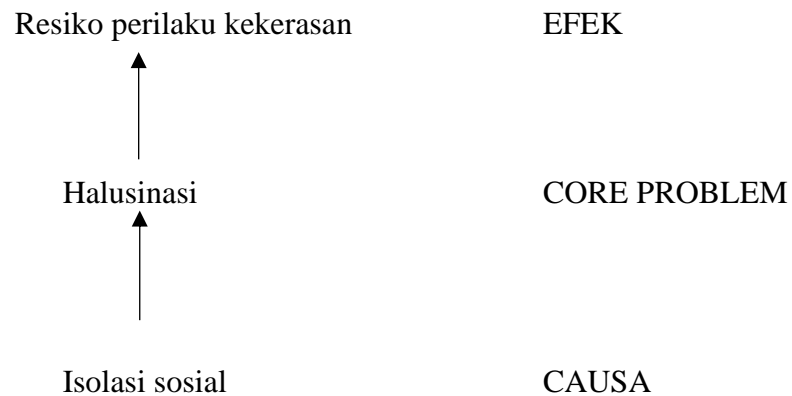 Resiko perilaku kekerasan EFEK
Halusinasi CORE PROBLEM
Isolasi sosial CAUSA